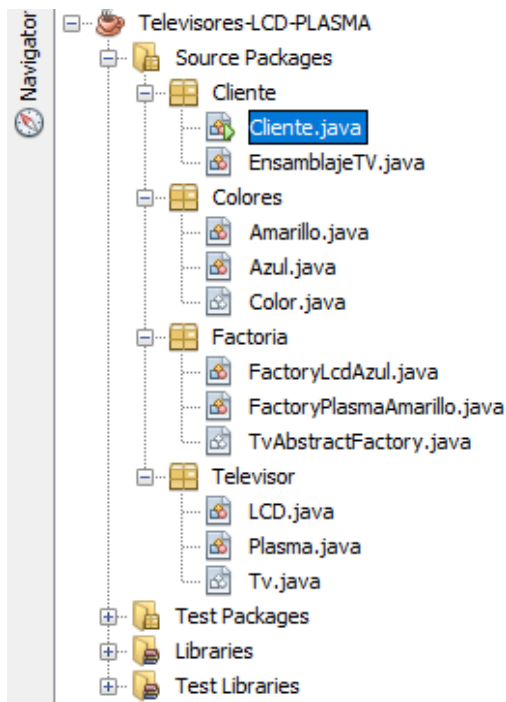 Navigator
Televisores-LCD-PLASMA
Source Packages
Cliente
Cliente.java
EnsamblajeTV.java
Colores
Amarillo.java
Azul.java
Color.java
Factoria
FactoryLcdAzul.java
FactoryPlasmaAmarillo.java
TvAbstractFactory.java
Televisor
LCD.java
Plasma.java
Tv.java
Test Packages
Libraries
Test Libraries